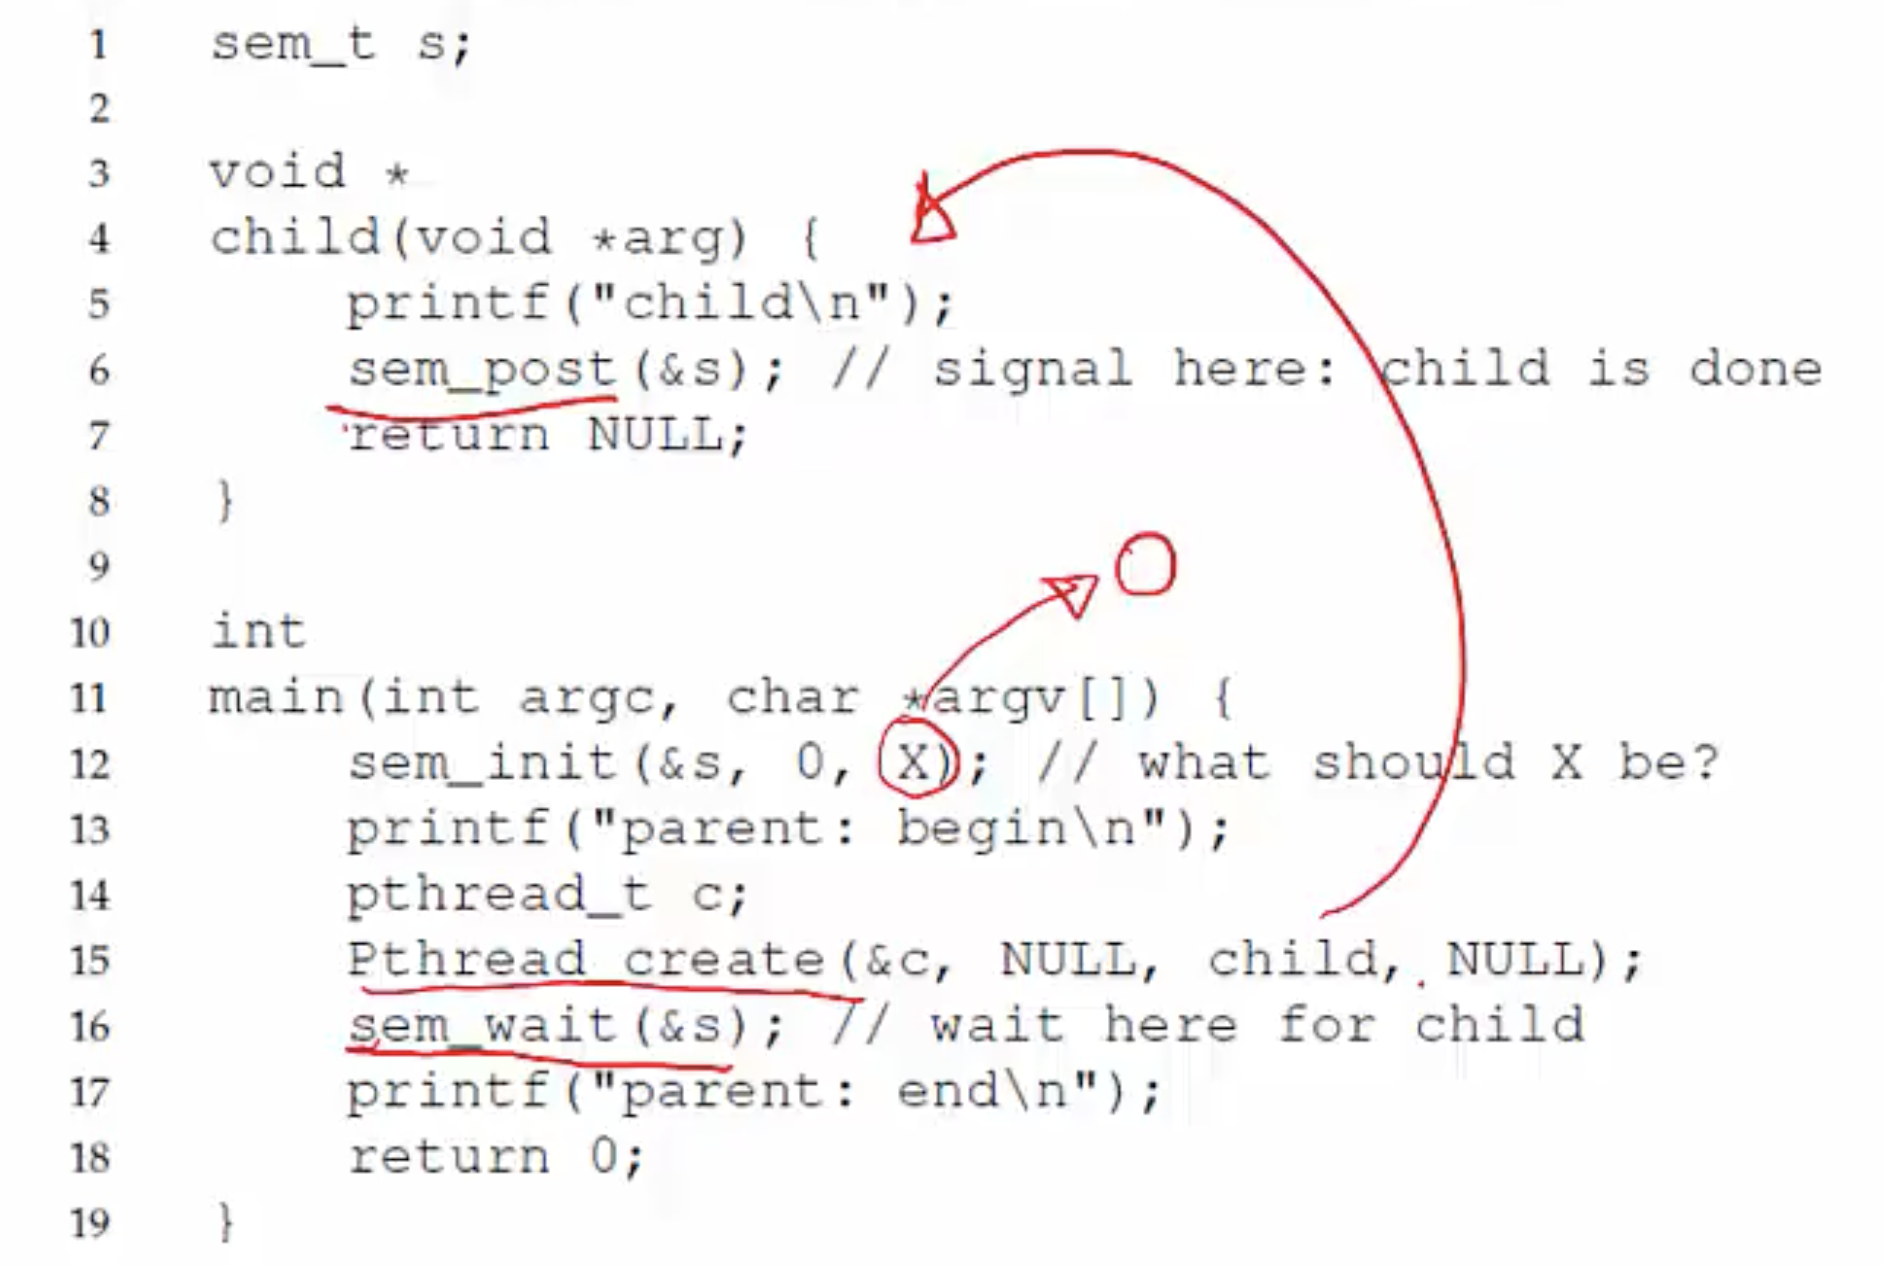 1 sem_t s;
2
3 void *
4 child(void *arg) {
5 printf("child\n");
6 sem_post(&s); // signal here: child is done
7 return NULL;
8 }
9
O
10 int
11 main(int argc, char *argv[]) {
12 sem_init(&s, 0, X); // what should X be?
13 printf("parent: begin\n");
14 pthread_t c;
15 Pthread_create(&c, NULL, child, NULL);
16 sem_wait(&s); // wait here for child
17 printf("parent: end\n");
18 return 0;
19 }